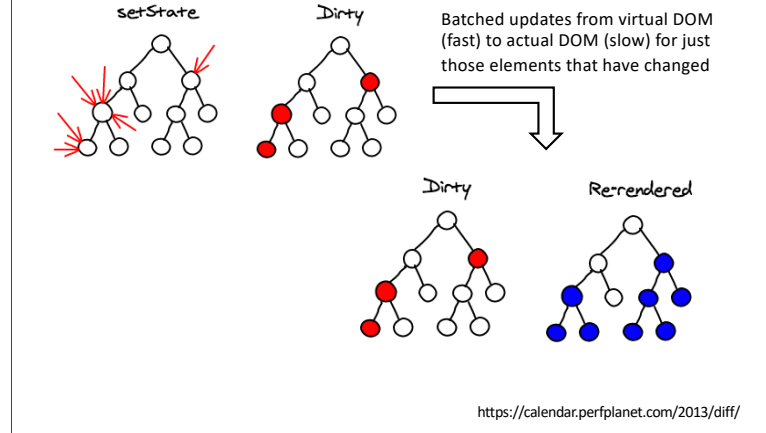 setState
Dirty
Batched updates from virtual DOM
(fast) to actual DOM (slow) for just
those elements that have changed
Dirty
Re-rendered
https://calendar.perfplanet.com/2013/diff/